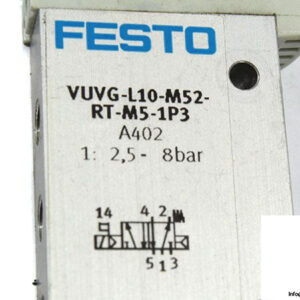 FESTO
VUVG-L10-M52-
RT-M5-1P3
A402
1: 2,5- 8bar
14 4 2
5 1 3